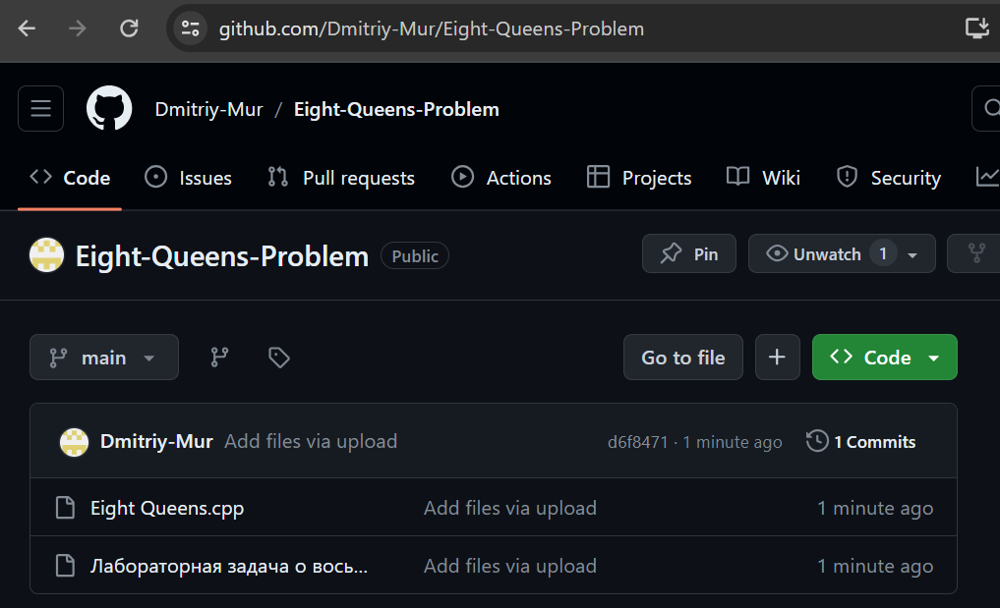 github.com/Dmitriy-Mur/Eight-Queens-Problem
Dmitriy-Mur / Eight-Queens-Problem
Code Issues Pull requests Actions Projects Wiki Security
Eight-Queens-Problem Public Pin Unwatch 1
main Go to file Code
Dmitriy-Mur Add files via upload d6f8471 · 1 minute ago 1 Commits
Eight Queens.cpp Add files via upload 1 minute ago
Лабораторная задача о вось... Add files via upload 1 minute ago